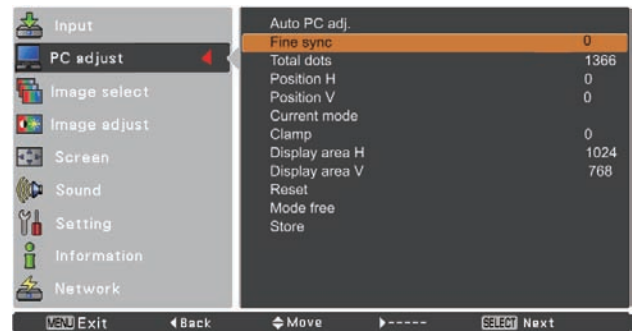 Input
PC adjust
Image select
Image adjust
Screen
Sound
Setting
Information
Network
Auto PC adj.
Fine sync 0
Total dots 1366
Position H 0
Position V 0
Current mode
Clamp 0
Display area H 1024
Display area V 768
Reset
Mode free
Store
MENU Exit Back Move ----- SELECT Next